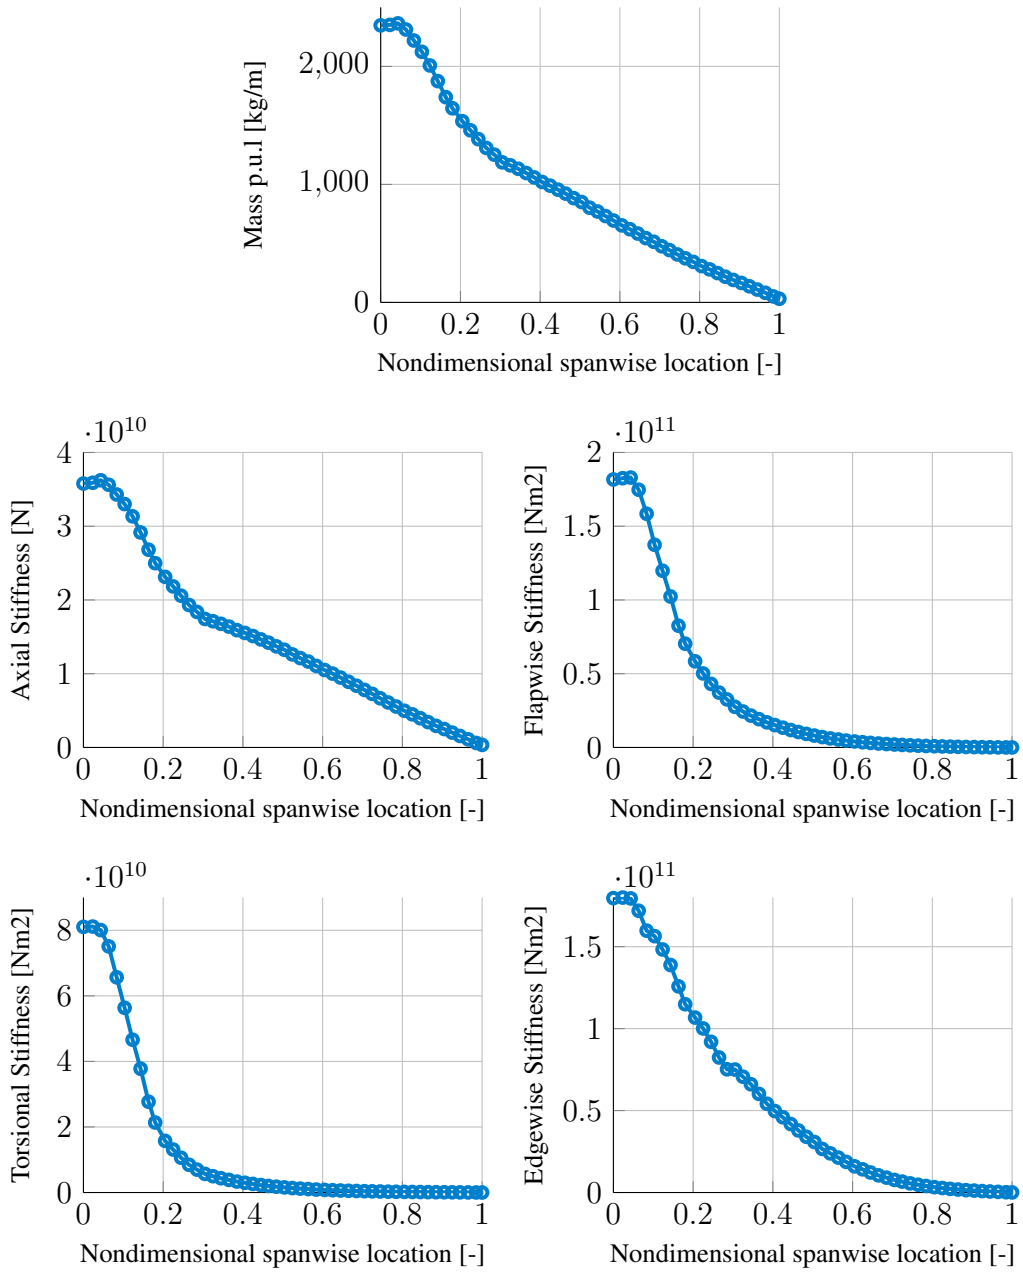 Mass p.u.l [kg/m]
2,000
1,000
0
0 0.2 0.4 0.6 0.8 1
Nondimensional spanwise location [-]
·10^10
Axial Stiffness [N]
4
3
2
1
0
0 0.2 0.4 0.6 0.8 1
Nondimensional spanwise location [-]
·10^11
Flapwise Stiffness [Nm2]
2
1.5
1
0.5
0
0 0.2 0.4 0.6 0.8 1
Nondimensional spanwise location [-]
·10^10
Torsional Stiffness [Nm2]
8
6
4
2
0
0 0.2 0.4 0.6 0.8 1
Nondimensional spanwise location [-]
·10^11
Edgewise Stiffness [Nm2]
1.5
1
0.5
0
0 0.2 0.4 0.6 0.8 1
Nondimensional spanwise location [-]